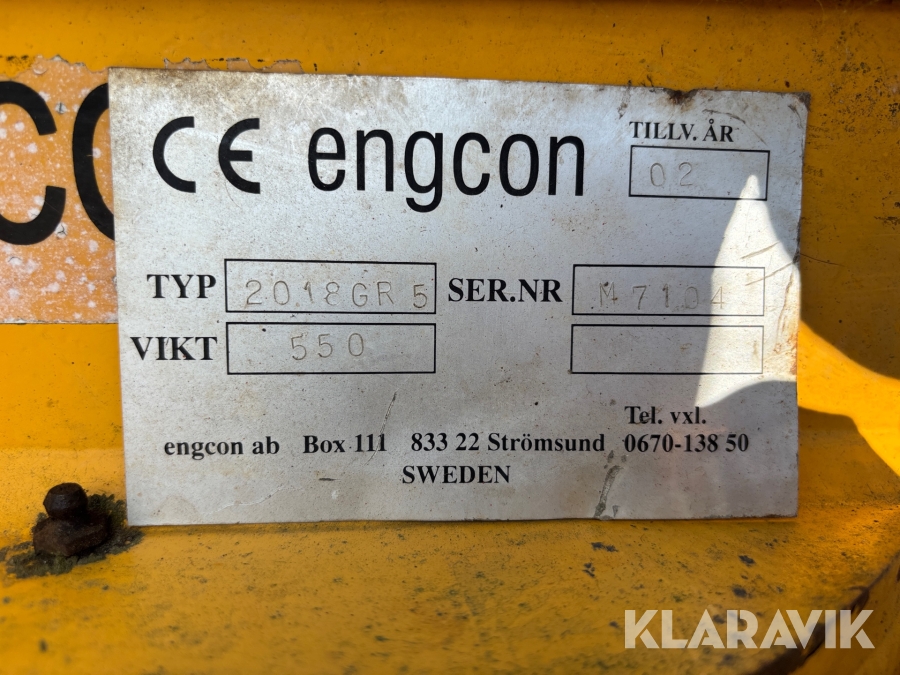 CO
CE engcon
TILLV. ÅR
02
TYP 2018GR5 SER.NR M7104
VIKT 550
Tel. vxl.
engcon ab Box 111 833 22 Strömsund 0670-138 50
SWEDEN
KLARAVIK